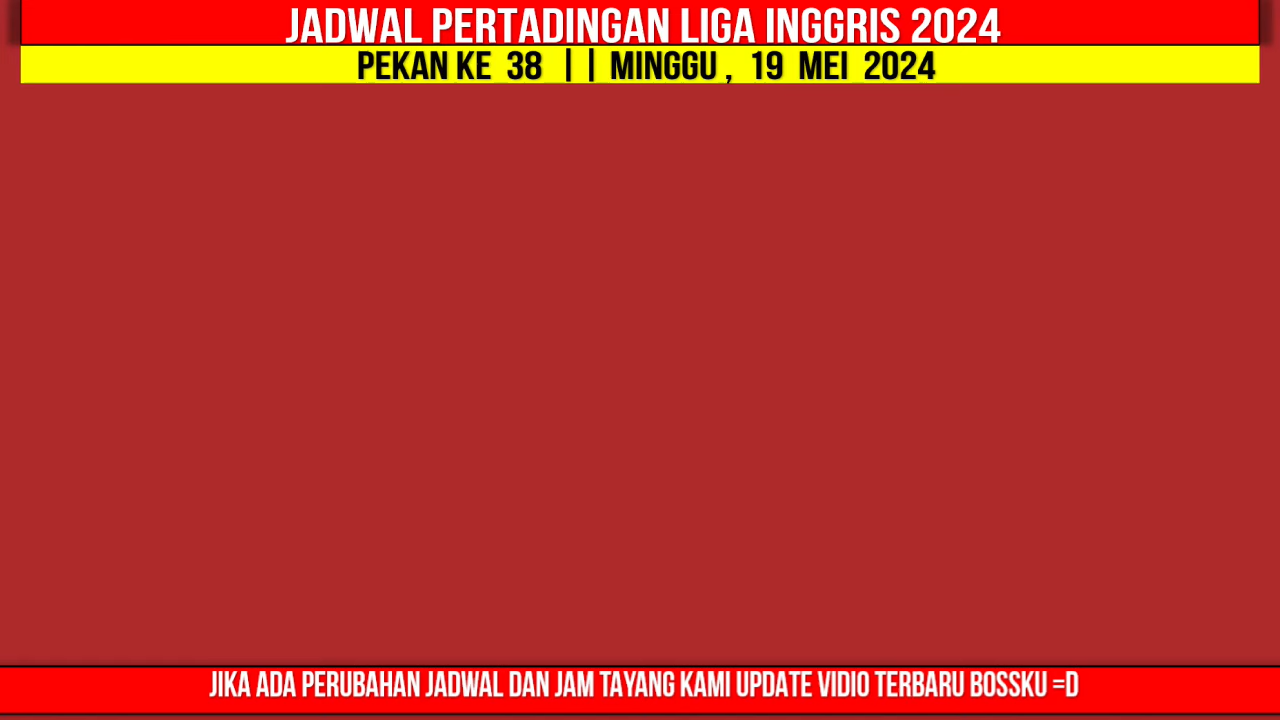 JADWAL PERTADINGAN LIGA INGGRIS 2024
PEKAN KE 38 || MINGGU , 19 MEI 2024
JIKA ADA PERUBAHAN JADWAL DAN JAM TAYANG KAMI UPDATE VIDIO TERBARU BOSSKU =D